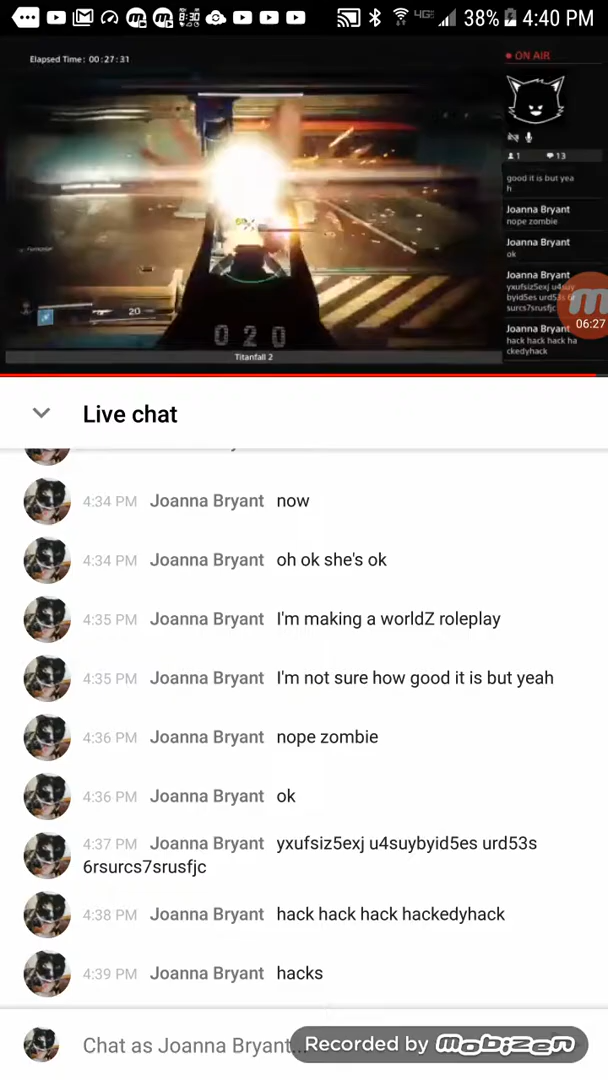 8:30
4G
38%
4:40 PM
Elapsed Time: 00:27:31
ON AIR
1
13
good it is but yea
h
Joanna Bryant
nope zombie
Joanna Bryant
ok
Joanna Bryant
surcs7srusfjc
06:27
Joanna Bryant
hack hack hack ha
ckedyhack
20
020
Titanfall 2
Live chat
4:34 PM Joanna Bryant now
4:34 PM Joanna Bryant oh ok she's ok
4:35 PM Joanna Bryant I'm making a worldZ roleplay
4:35 PM Joanna Bryant I'm not sure how good it is but yeah
4:36 PM Joanna Bryant nope zombie
4:36 PM Joanna Bryant ok
4:37 PM Joanna Bryant yxufsiz5exj u4suybyid5es urd53s
6rsurcs7srusfjc
4:38 PM Joanna Bryant hack hack hack hackedyhack
4:39 PM Joanna Bryant hacks
Chat as Joanna Bryant...
Recorded by mobizen